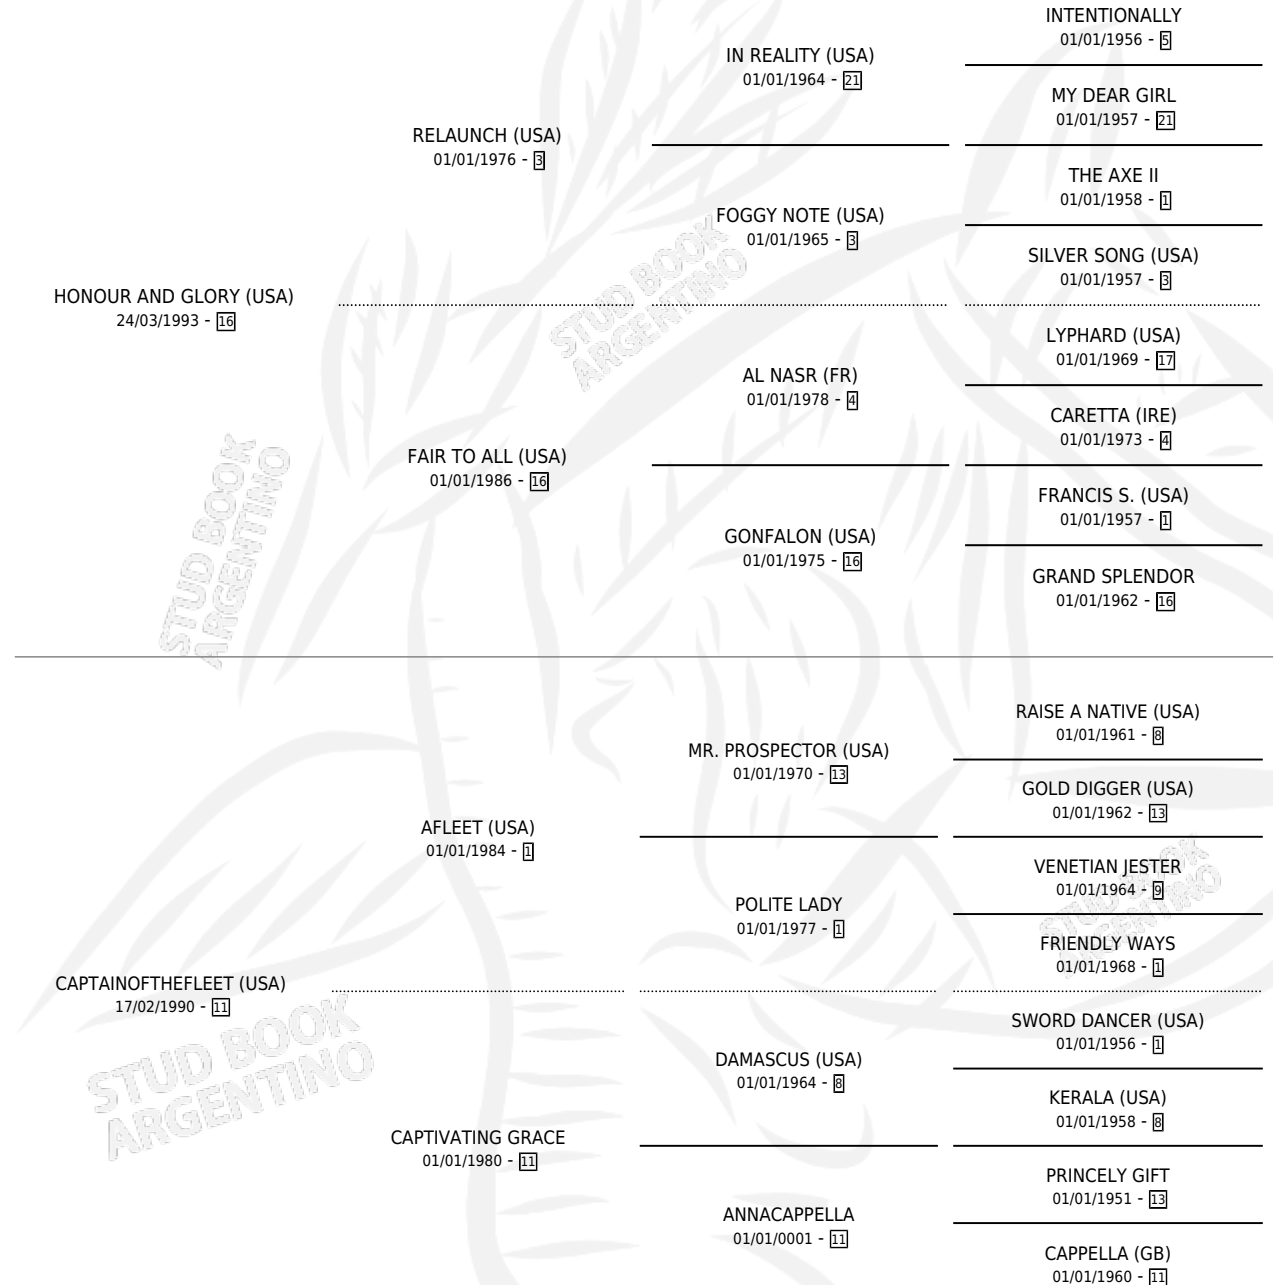 INTENTIONALLY
01/01/1956 - 5
IN REALITY (USA)
01/01/1964 - 21
MY DEAR GIRL
01/01/1957 - 21
RELAUNCH (USA)
01/01/1976 - 3
THE AXE II
01/01/1958 - 1
FOGGY NOTE (USA)
01/01/1965 - 3
SILVER SONG (USA)
01/01/1957 - 3
HONOUR AND GLORY (USA)
24/03/1993 - 16
LYPHARD (USA)
01/01/1969 - 17
AL NASR (FR)
01/01/1978 - 4
CARETTA (IRE)
01/01/1973 - 4
FAIR TO ALL (USA)
01/01/1986 - 16
FRANCIS S. (USA)
01/01/1957 - 1
GONFALON (USA)
01/01/1975 - 16
GRAND SPLENDOR
01/01/1962 - 16
STUD BOOK
ARGENTINO
STUD BOOK
ARGENTINO
RAISE A NATIVE (USA)
01/01/1961 - 8
MR. PROSPECTOR (USA)
01/01/1970 - 13
GOLD DIGGER (USA)
01/01/1962 - 13
AFLEET (USA)
01/01/1984 - 1
VENETIAN JESTER
01/01/1964 - 9
POLITE LADY
01/01/1977 - 1
FRIENDLY WAYS
01/01/1968 - 1
CAPTAINOFTHEFLEET (USA)
17/02/1990 - 11
SWORD DANCER (USA)
01/01/1956 - 1
DAMASCUS (USA)
01/01/1964 - 8
KERALA (USA)
01/01/1958 - 8
CAPTIVATING GRACE
01/01/1980 - 11
PRINCELY GIFT
01/01/1951 - 13
ANNACAPPELLA
01/01/0001 - 11
CAPPELLA (GB)
01/01/1960 - 11
STUD BOOK
ARGENTINO
STUD BOOK
ARGENTINO